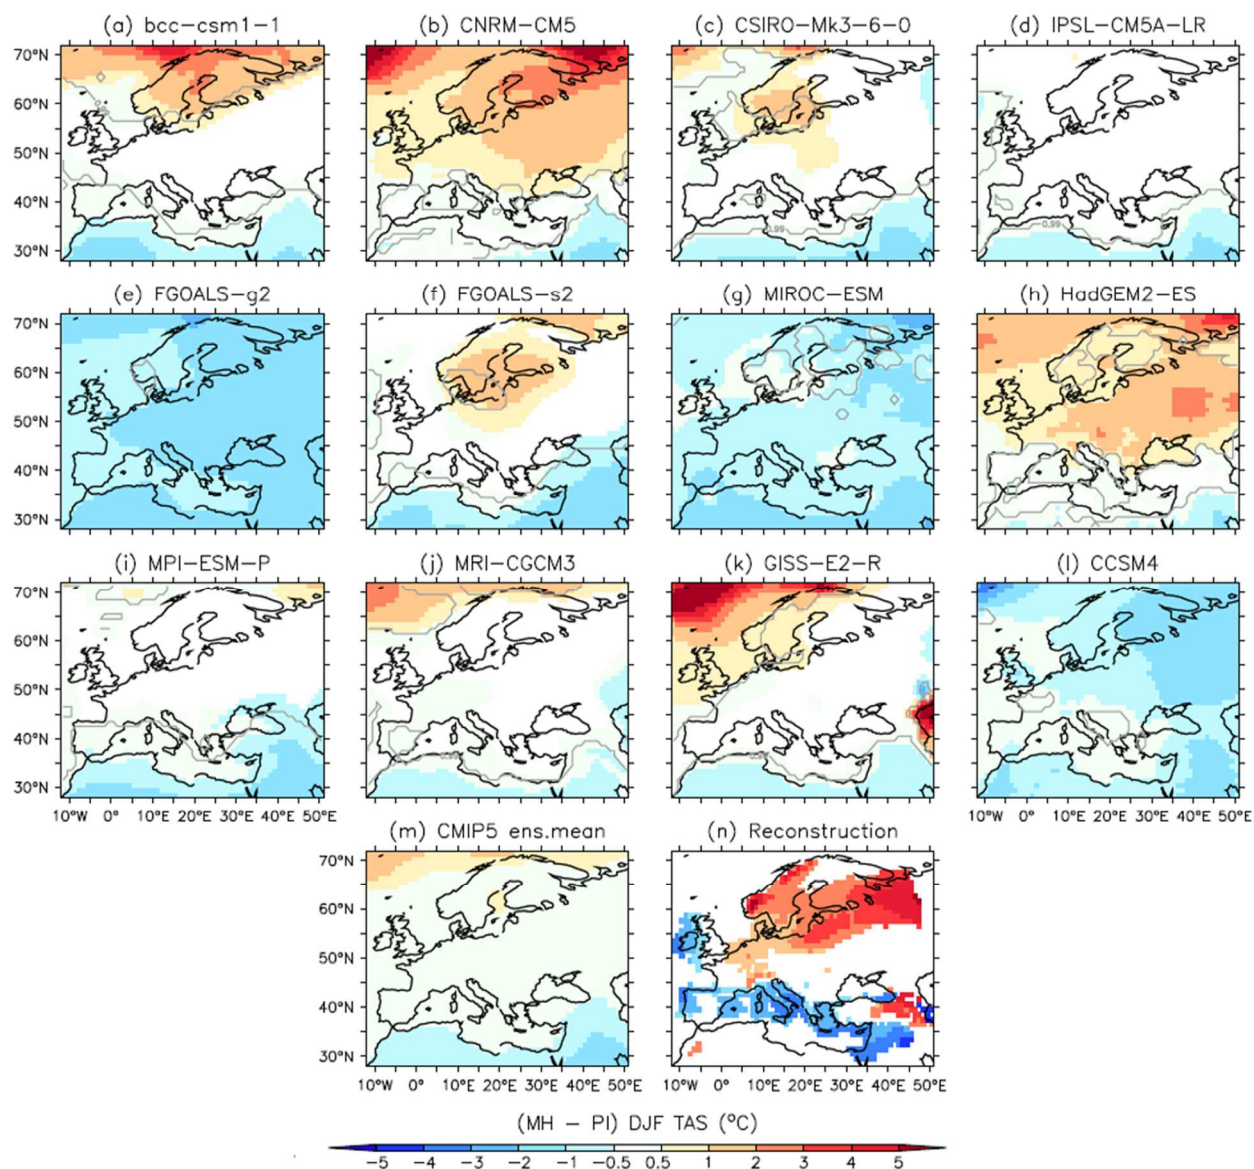 (a) bcc-csm1-1 (b) CNRM-CM5 (c) CSIRO-Mk3-6-0 (d) IPSL-CM5A-LR
70°N
60°N
50°N
40°N
30°N
0.99 0.99
(e) FGOALS-g2 (f) FGOALS-s2 (g) MIROC-ESM (h) HadGEM2-ES
70°N
60°N
50°N
40°N
30°N
(i) MPI-ESM-P (j) MRI-CGCM3 (k) GISS-E2-R (l) CCSM4
70°N
60°N
50°N
40°N
30°N
10°W 0° 10°E 20°E 30°E 40°E 50°E 10°W 0° 10°E 20°E 30°E 40°E 50°E
(m) CMIP5 ens.mean (n) Reconstruction
70°N
60°N
50°N
40°N
30°N
10°W 0° 10°E 20°E 30°E 40°E 50°E 10°W 0° 10°E 20°E 30°E 40°E 50°E
(MH - PI) DJF TAS (°C)
-5 -4 -3 -2 -1 -0.5 0.5 1 2 3 4 5